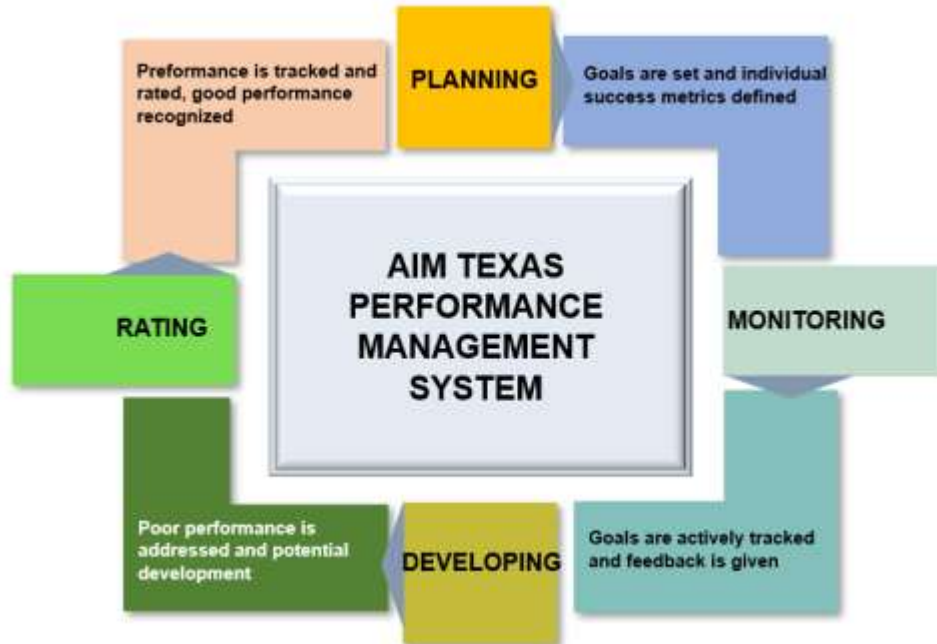 Preformance is tracked and
rated, good performance
recognized
PLANNING
Goals are set and individual
success metrics defined
AIM TEXAS
PERFORMANCE
MANAGEMENT
SYSTEM
RATING
MONITORING
Poor performance is
addressed and potential
development
DEVELOPING
Goals are actively tracked
and feedback is given